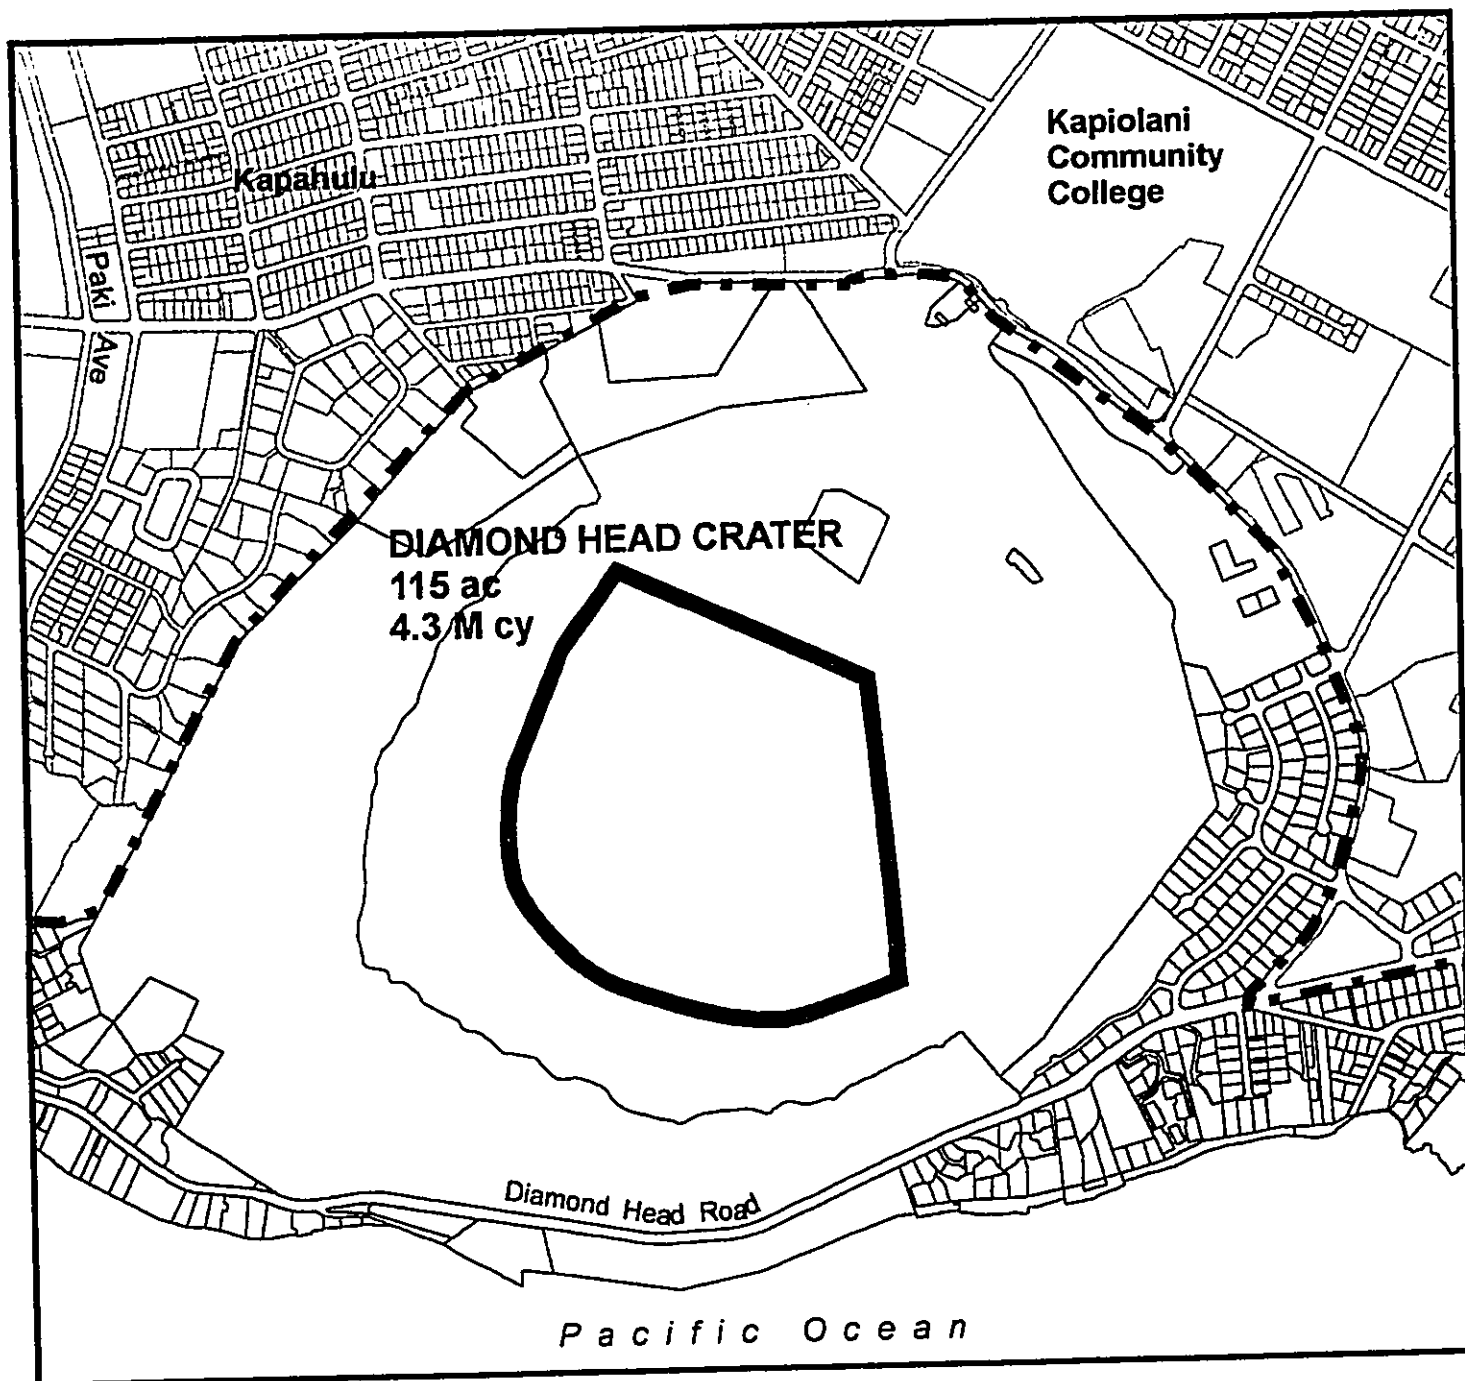 Kapiolani
Community
College
Kapahulu
Paki Ave
DIAMOND HEAD CRATER
115 ac
4.3 M cy
Diamond Head Road
Pacific Ocean